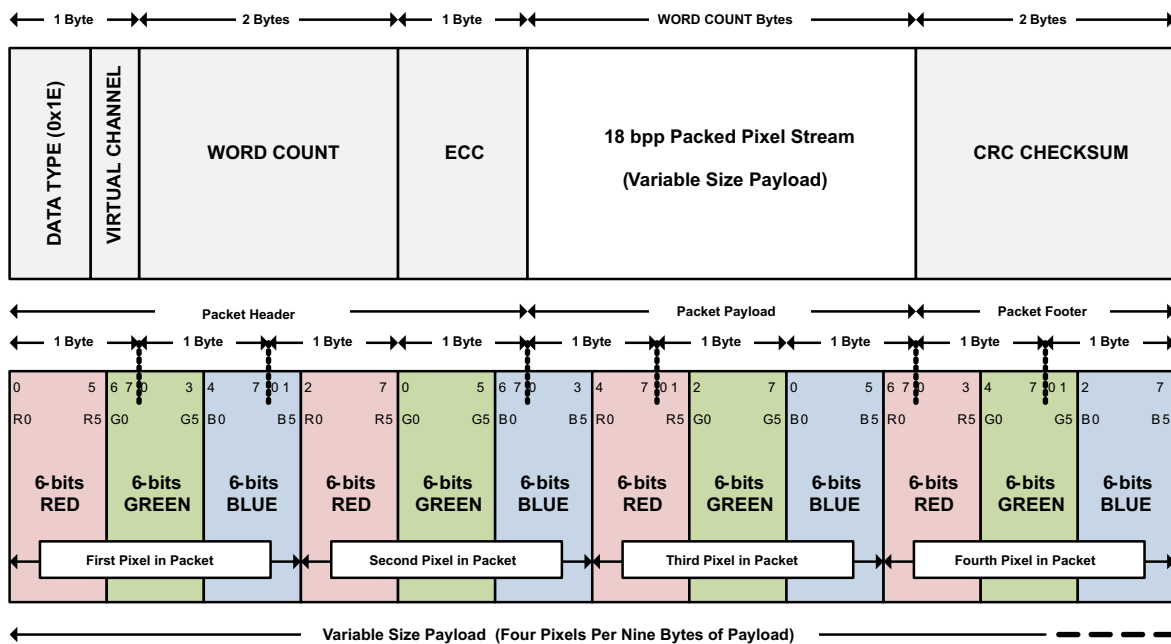 1 Byte 2 Bytes 1 Byte WORD COUNT Bytes 2 Bytes
DATA TYPE (0x1E)
VIRTUAL CHANNEL
WORD COUNT
ECC
18 bpp Packed Pixel Stream
(Variable Size Payload)
CRC CHECKSUM
Packet Header Packet Payload Packet Footer
1 Byte 1 Byte 1 Byte 1 Byte 1 Byte 1 Byte 1 Byte 1 Byte 1 Byte
0 5 6 7 0 3 4 7 0 1 2 7 0 5 6 7 0 3 4 7 0 1 2 7 0 5 6 7 0 3 4 7 0 1 2 7
R0 R5 G0 G5 B0 B5 R0 R5 G0 G5 B0 B5 R0 R5 G0 G5 B0 B5 R0 R5 G0 G5 B0 B5
6-bits 6-bits 6-bits 6-bits 6-bits 6-bits 6-bits 6-bits 6-bits 6-bits 6-bits 6-bits
RED GREEN BLUE RED GREEN BLUE RED GREEN BLUE RED GREEN BLUE
First Pixel in Packet Second Pixel in Packet Third Pixel in Packet Fourth Pixel in Packet
Variable Size Payload (Four Pixels Per Nine Bytes of Payload)